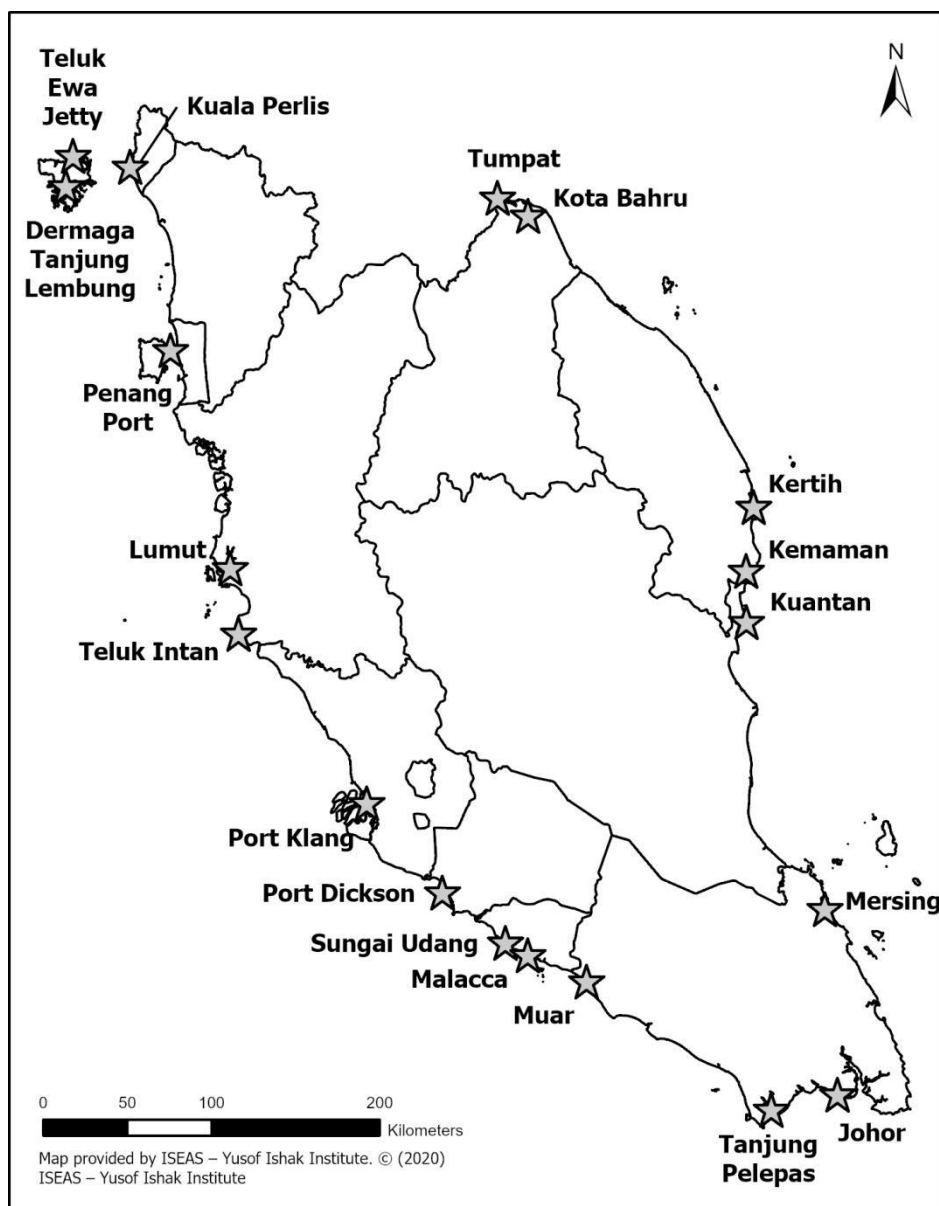 Teluk
Ewa
Jetty
Kuala Perlis
N
Tumpat
Kota Bahru
Dermaga
Tanjung
Lembung
Penang
Port
Kertih
Lumut
Kemaman
Kuantan
Teluk Intan
Port Klang
Port Dickson
Mersing
Sungai Udang
Malacca
Muar
Tanjung
Pelepas
Johor
0 50 100 200
Kilometers
Map provided by ISEAS – Yusof Ishak Institute. © (2020)
ISEAS – Yusof Ishak Institute